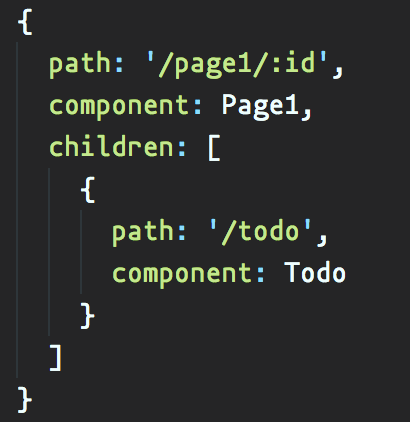 {
  path: '/page1/:id',
  component: Page1,
  children: [
    {
      path: '/todo',
      component: Todo
    }
  ]
}